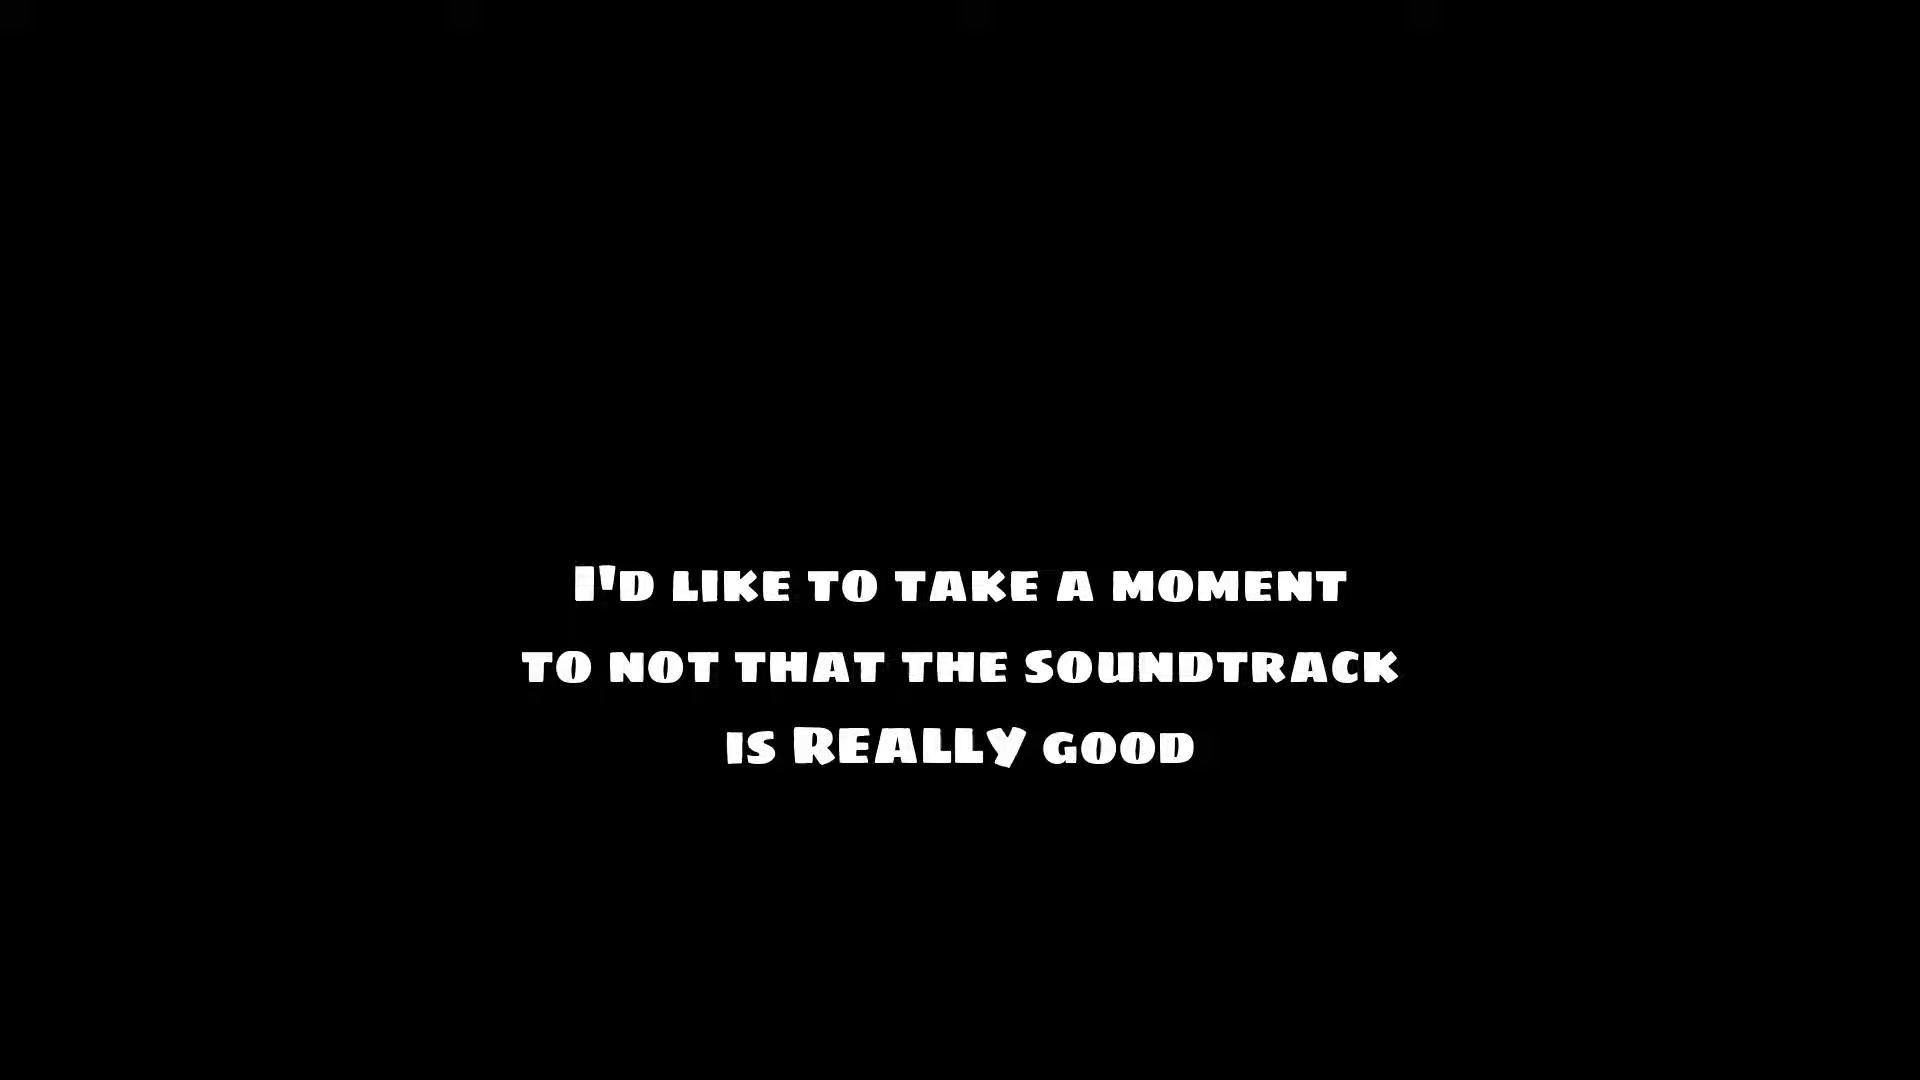 I'd like to take a moment
to not that the soundtrack
is REALLY good